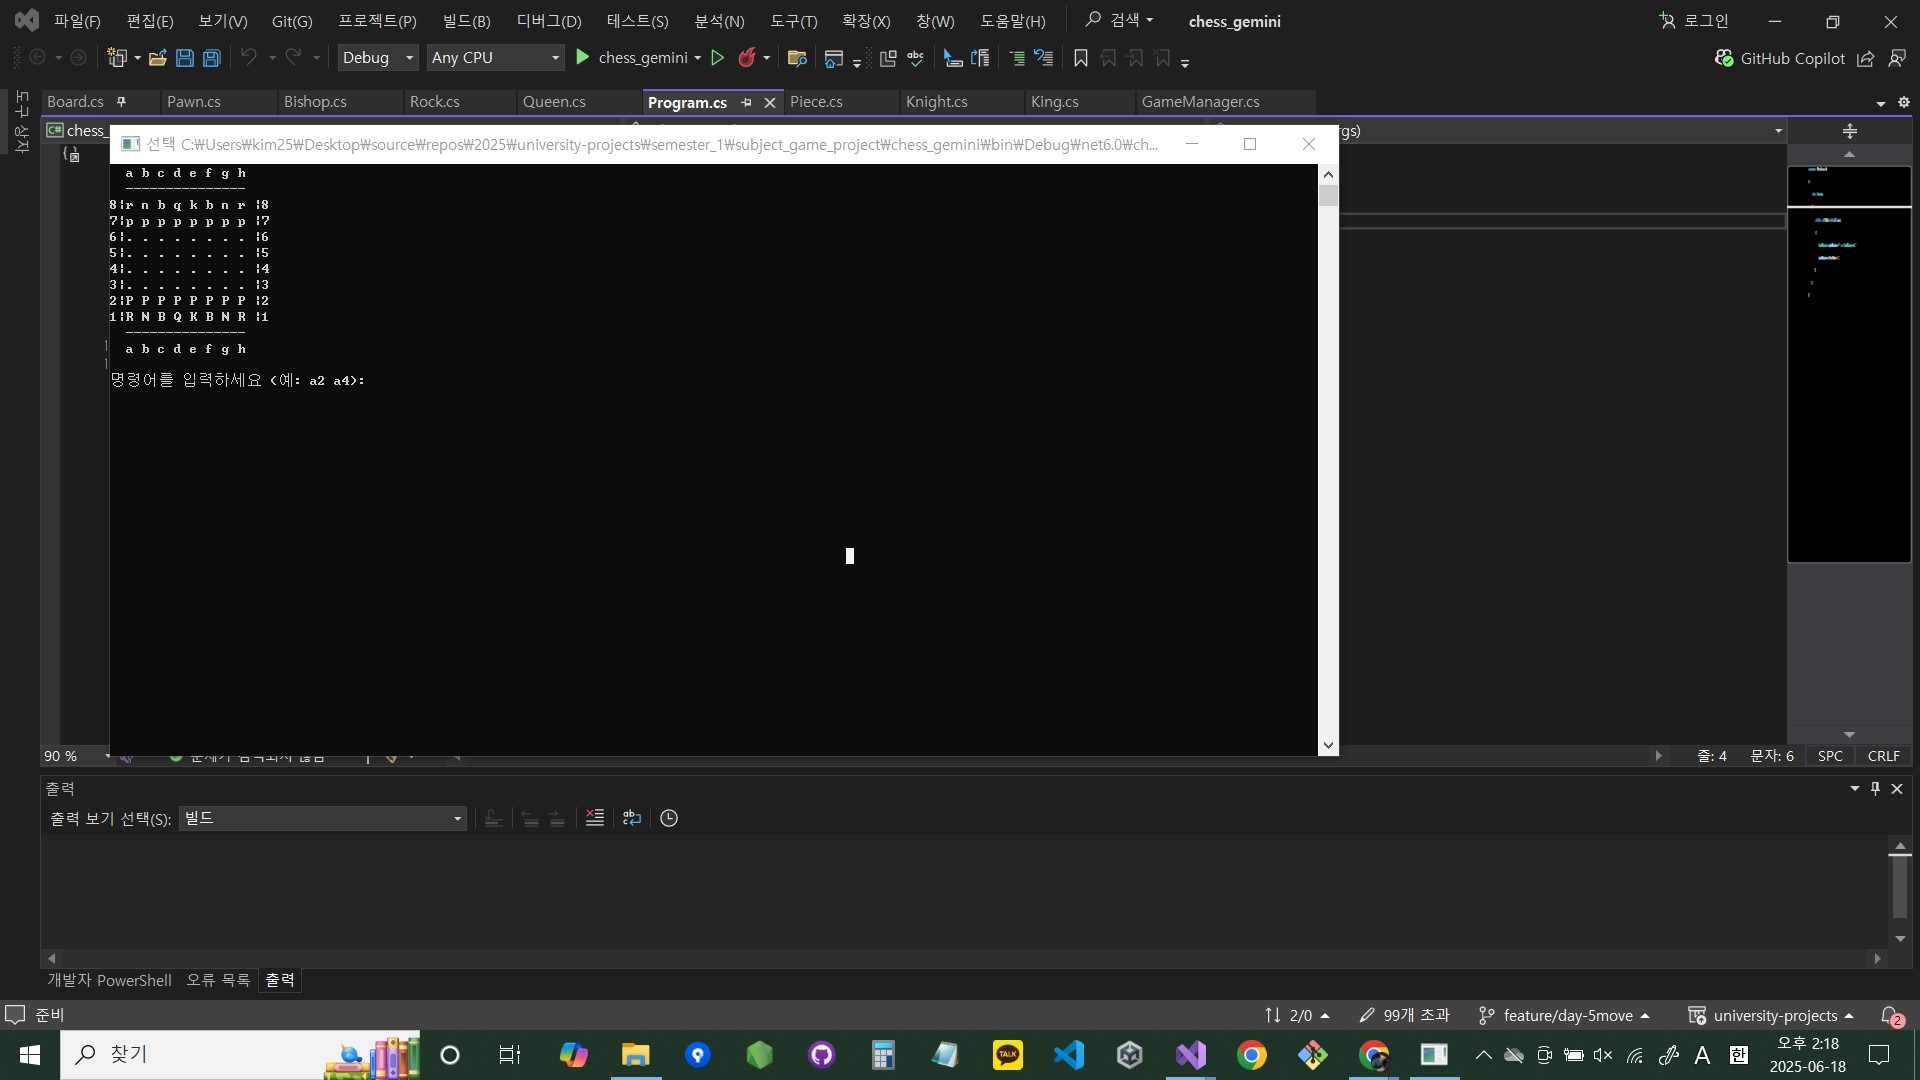 파일(F) 편집(E) 보기(V) Git(G) 프로젝트(P) 빌드(B) 디버그(D) 테스트(S) 분석(N) 도구(T) 확장(X) 창(W) 도움말(H) 검색 chess_gemini 로그인
Debug Any CPU chess_gemini GitHub Copilot
도구 상자
Board.cs Pawn.cs Bishop.cs Rock.cs Queen.cs Program.cs Piece.cs Knight.cs King.cs GameManager.cs
C# chess_ gs)
선택 C:₩Users₩kim25₩Desktop₩source₩repos₩2025₩university-projects₩semester_1₩subject_game_project₩chess_gemini₩bin₩Debug₩net6.0₩ch...
a b c d e f g h
---------------
8|r n b q k b n r |8
7|p p p p p p p p |7
6|. . . . . . . . |6
5|. . . . . . . . |5
4|. . . . . . . . |4
3|. . . . . . . . |3
2|P P P P P P P P |2
1|R N B Q K B N R |1
---------------
a b c d e f g h
명령어를 입력하세요 (예: a2 a4):
90 % 줄: 4 문자: 6 SPC CRLF
출력
출력 보기 선택(S): 빌드
개발자 PowerShell 오류 목록 출력
준비 2/0 99개 초과 feature/day-5move university-projects 2
찾기 TALK A 한 오후 2:18
2025-06-18